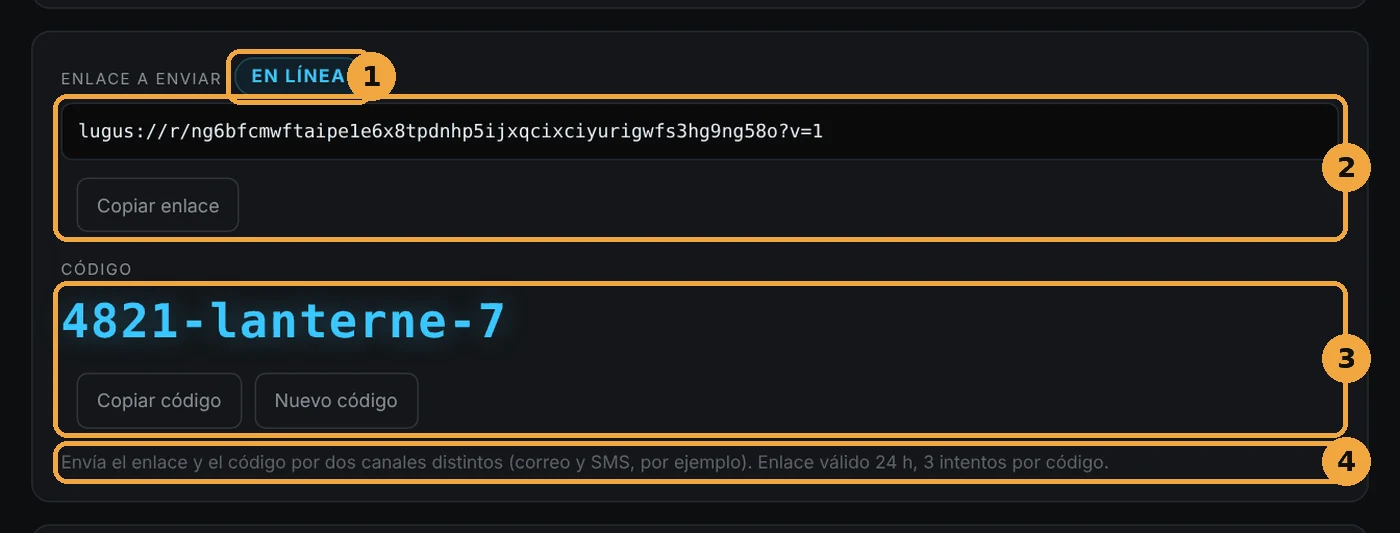 ENLACE A ENVIAR EN LÍNEA 1
lugus://r/ng6bfcmwftaipe1e6x8tpdnhp5ijxqcixciyurigwfs3hg9ng58o?v=1
2
Copiar enlace
CÓDIGO
4821-lanterne-7
3
Copiar código Nuevo código
Envía el enlace y el código por dos canales distintos (correo y SMS, por ejemplo). Enlace válido 24 h, 3 intentos por código.
4